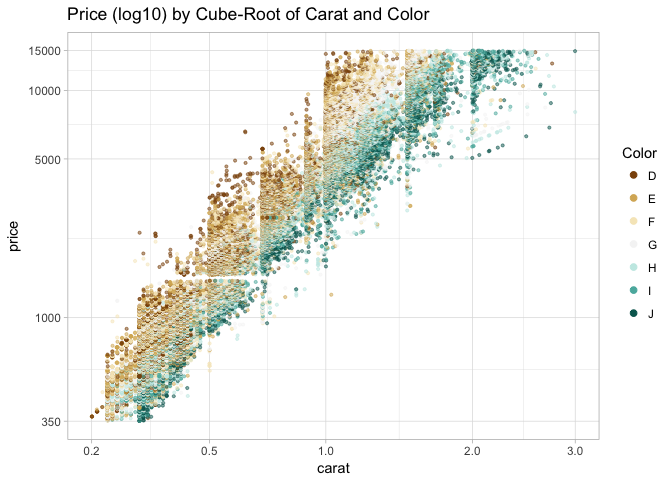 Price (log10) by Cube-Root of Carat and Color
15000
10000
5000
1000
350
price
0.2
0.5
1.0
2.0
3.0
carat
Color
D
E
F
G
H
I
J